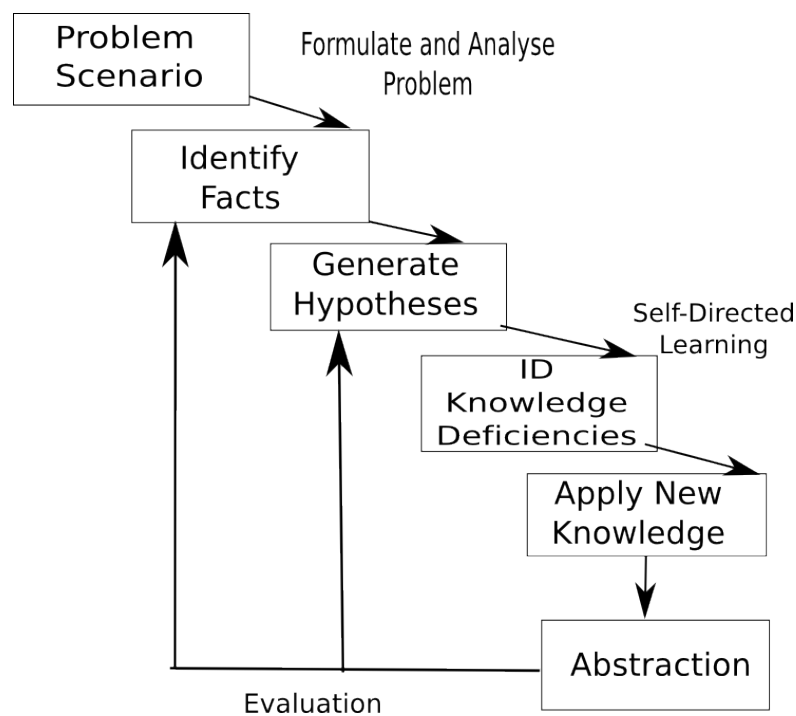 Problem
Scenario
Formulate and Analyse
Problem
Identify
Facts
Generate
Hypotheses
Self-Directed
Learning
ID
Knowledge
Deficiencies
Apply New
Knowledge
Abstraction
Evaluation